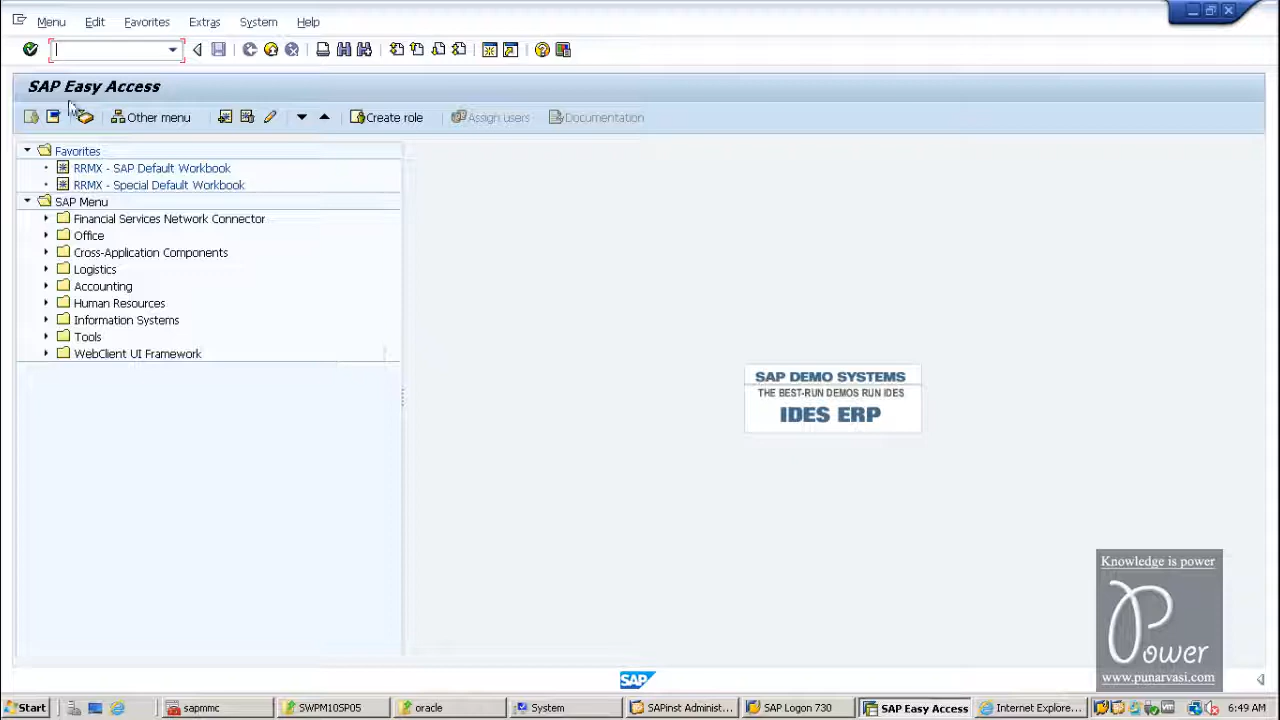 Menu Edit Favorites Extras System Help
SAP Easy Access
Other menu Create role Assign users Documentation
Favorites
RRMX - SAP Default Workbook
RRMX - Special Default Workbook
SAP Menu
Financial Services Network Connector
Office
Cross-Application Components
Logistics
Accounting
Human Resources
Information Systems
Tools
WebClient UI Framework
SAP DEMO SYSTEMS
THE BEST-RUN DEMOS RUN IDES
IDES ERP
Knowledge is power
Power
www.punarvasi.com
SAP
Start sapmmc SWPM10SP05 oracle System SAPinst Administ... SAP Logon 730 SAP Easy Access Internet Explore... 6:49 AM